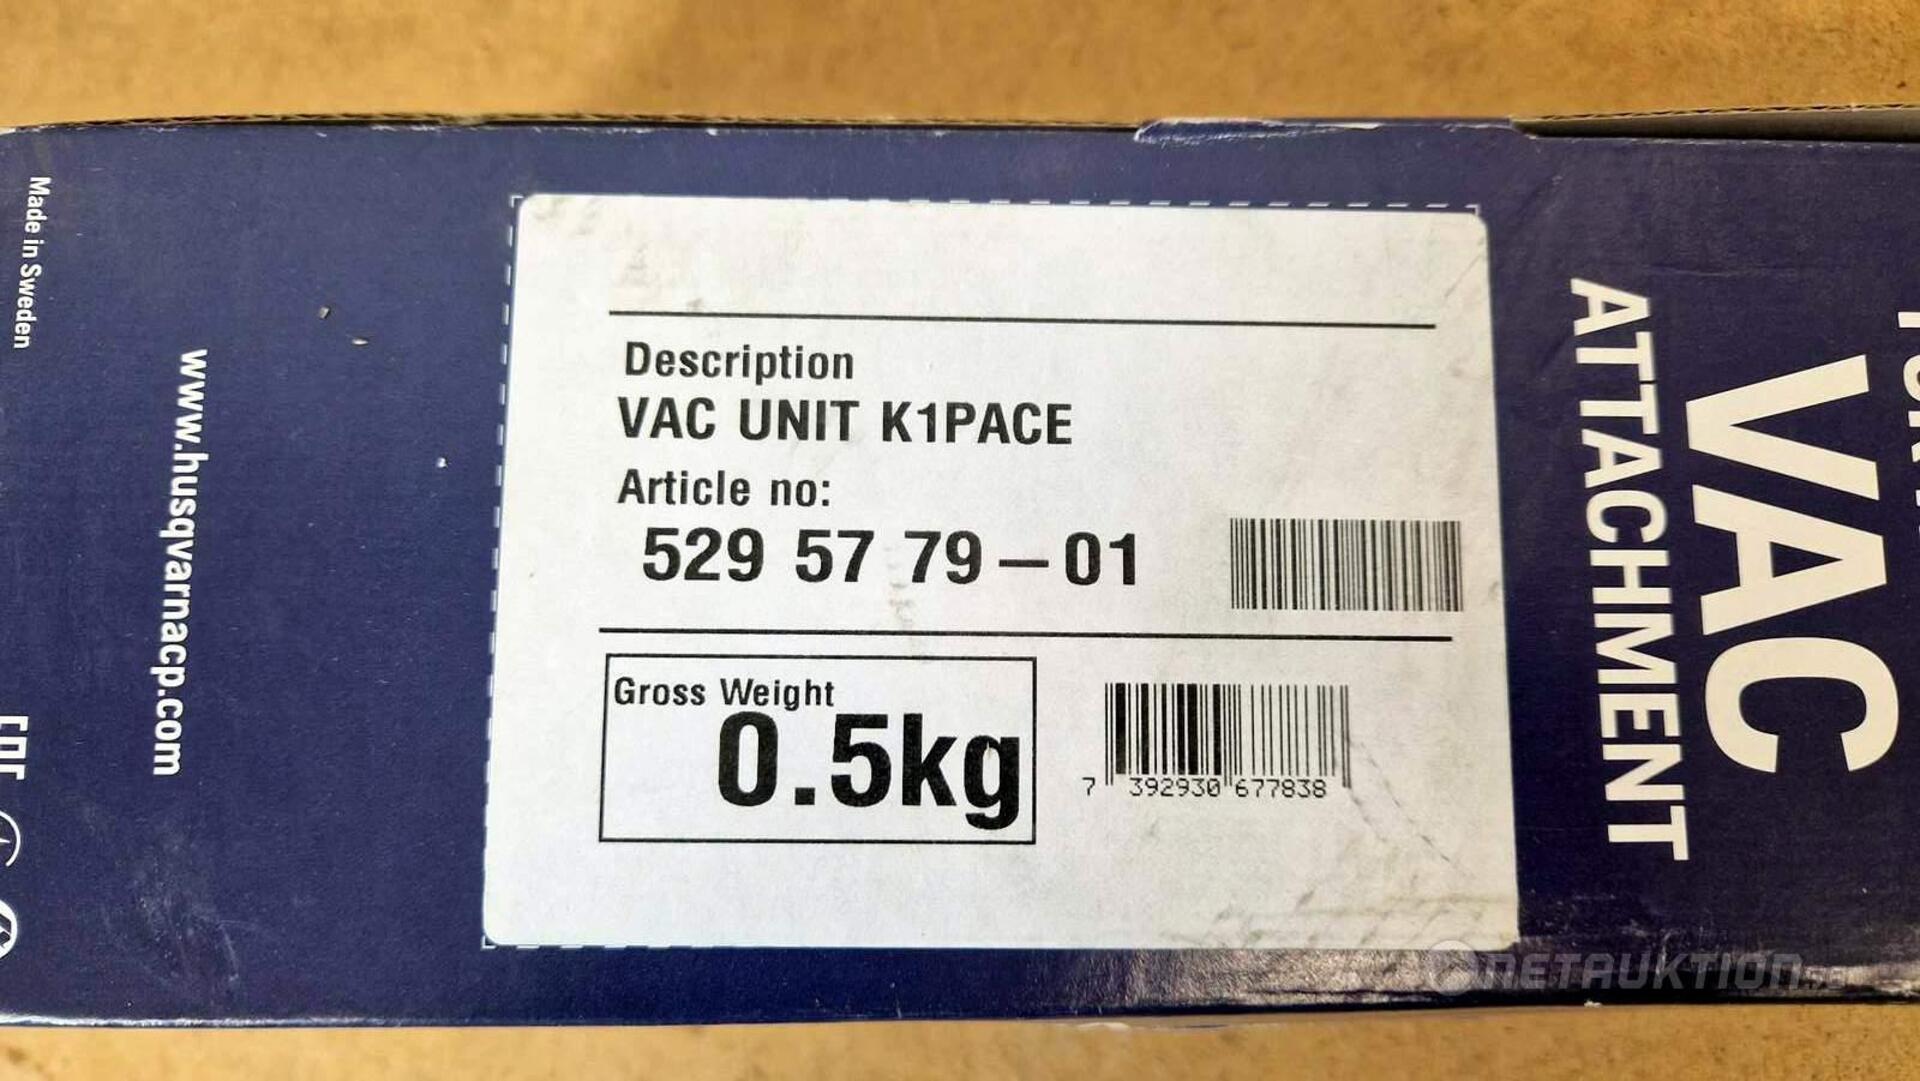 Made in Sweden
www.husqvarnacp.com
Description
VAC UNIT K1PACE
Article no:
529 57 79-01
Gross Weight
0.5kg
7 392930 677838
VAC
ATTACHMENT
NETAUKTION.SE